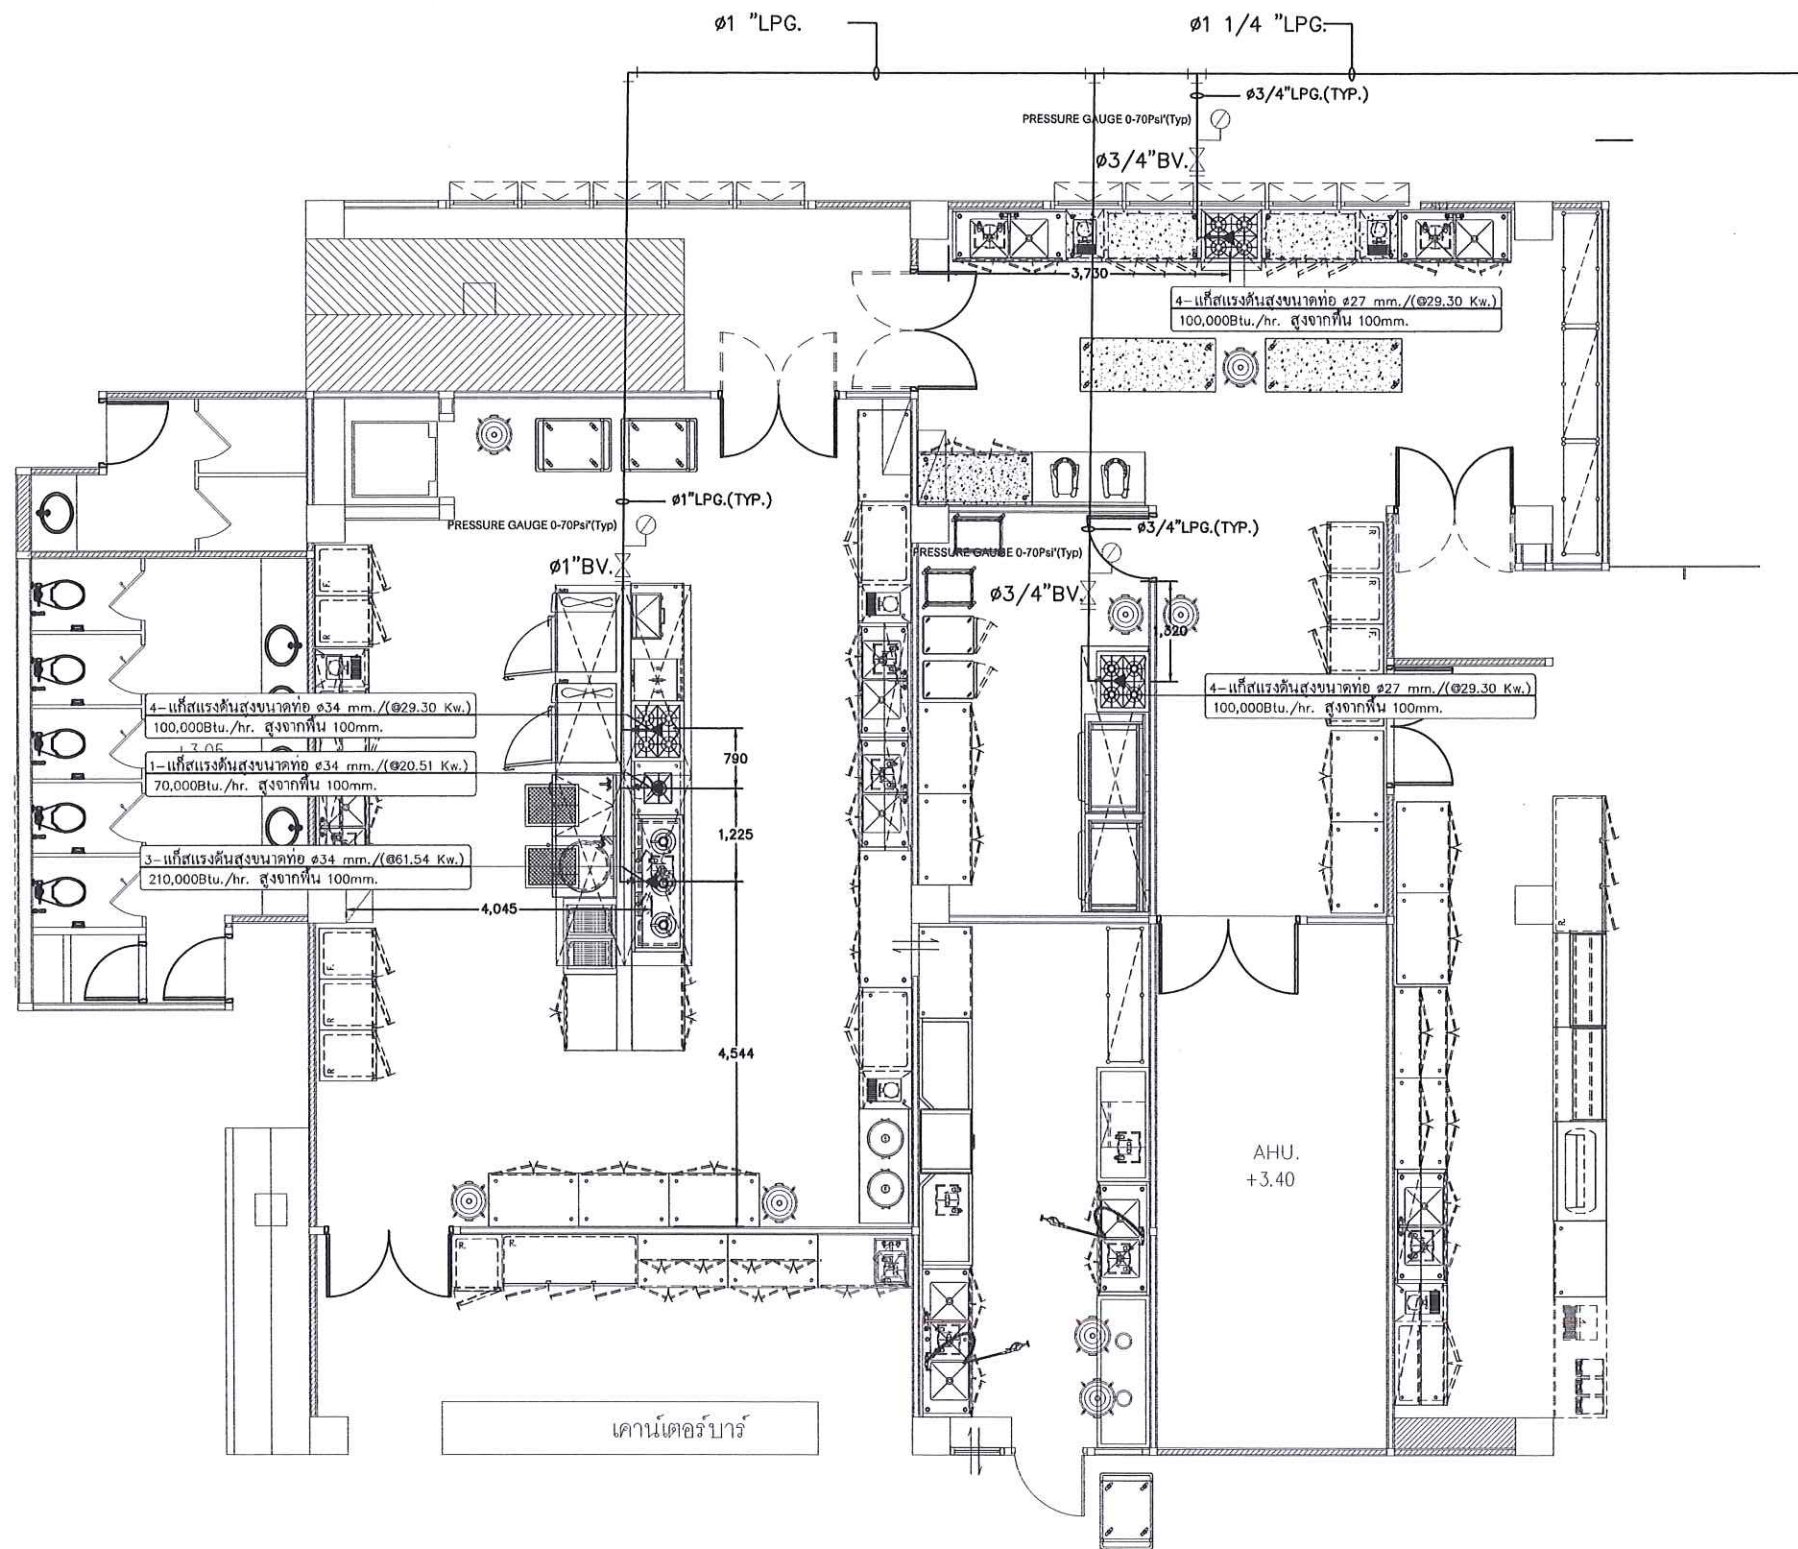 ø1 "LPG.
ø1 1/4 "LPG.
ø3/4"LPG.(TYP.)
PRESSURE GAUGE 0-70Psi"(Typ)
ø3/4"BV.
3,730
4-แก๊สแรงดันสูงขนาดท่อ ø27 mm./(@29.30 Kw.)
100,000Btu./hr. สูงจากพื้น 100mm.
ø1"LPG.(TYP.)
PRESSURE GAUGE 0-70Psi"(Typ)
ø1"BV.
ø3/4"LPG.(TYP.)
PRESSURE GAUGE 0-70Psi"(Typ)
ø3/4"BV.
1,320
R
R
F.
F.
R
4-แก๊สแรงดันสูงขนาดท่อ ø27 mm./(@29.30 Kw.)
100,000Btu./hr. สูงจากพื้น 100mm.
4-แก๊สแรงดันสูงขนาดท่อ ø34 mm./(@29.30 Kw.)
100,000Btu./hr. สูงจากพื้น 100mm.
790
1-แก๊สแรงดันสูงขนาดท่อ ø34 mm./(@20.51 Kw.)
70,000Btu./hr. สูงจากพื้น 100mm.
1,225
3-แก๊สแรงดันสูงขนาดท่อ ø34 mm./(@61.54 Kw.)
210,000Btu./hr. สูงจากพื้น 100mm.
4,045
R.
F.
R
R
4,544
AHU.
+3.40
R.
R.
เคาน์เตอร์บาร์